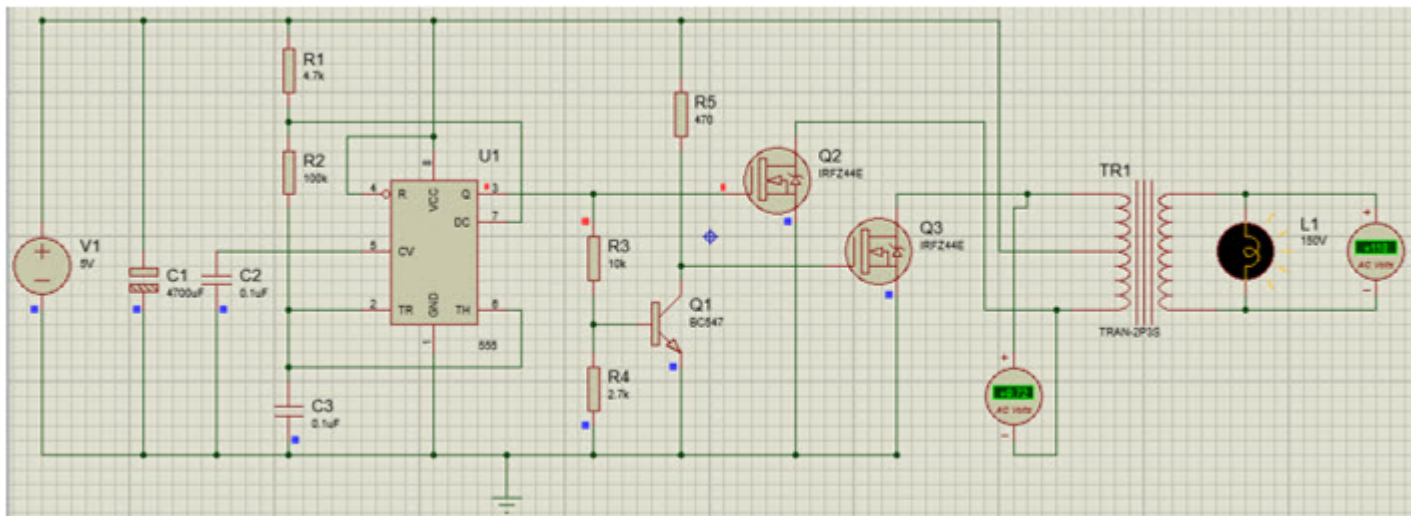 R1
4.7k
R2
100k
V1
5V
C1
4700uF
C2
0.1uF
C3
0.1uF
U1
4
R
VCC
8
Q
3
DC
7
5
CV
2
TR
GND
1
TH
6
555
R3
10k
R4
2.7k
Q1
BC547
R5
470
Q2
IRFZ44E
Q3
IRFZ44E
TR1
TRAN-2P3S
AC Volts
L1
150V
AC Volts